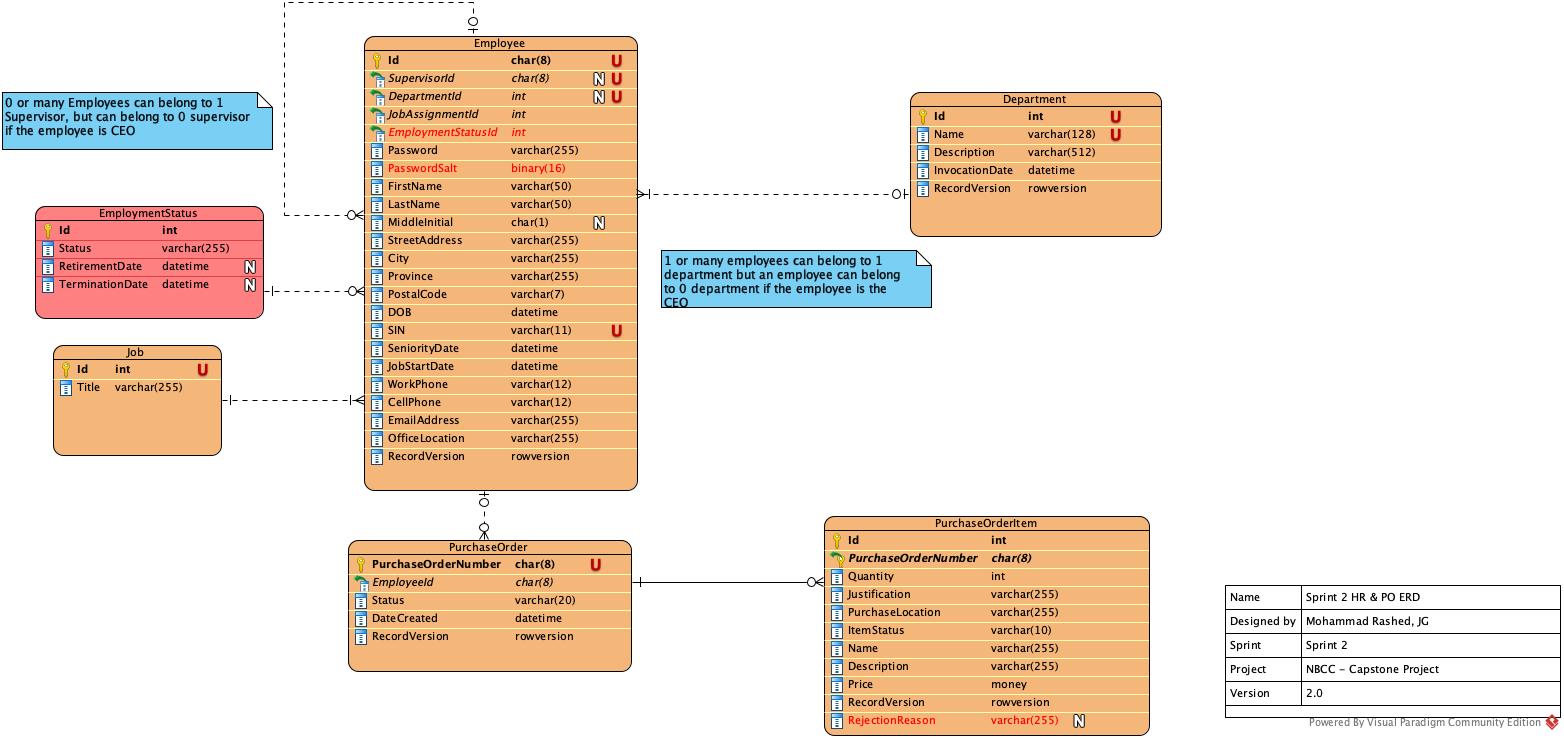 Employee
Id char(8) U
SupervisorId char(8) N U
DepartmentId int N U
JobAssignmentId int
EmploymentStatusId int
Password varchar(255)
PasswordSalt binary(16)
FirstName varchar(50)
LastName varchar(50)
MiddleInitial char(1) N
StreetAddress varchar(255)
City varchar(255)
Province varchar(255)
PostalCode varchar(7)
DOB datetime
SIN varchar(11) U
SeniorityDate datetime
JobStartDate datetime
WorkPhone varchar(12)
CellPhone varchar(12)
EmailAddress varchar(255)
OfficeLocation varchar(255)
RecordVersion rowversion
0 or many Employees can belong to 1
Supervisor, but can belong to 0 supervisor
if the employee is CEO
Department
Id int U
Name varchar(128) U
Description varchar(512)
InvocationDate datetime
RecordVersion rowversion
EmploymentStatus
Id int
Status varchar(255)
RetirementDate datetime N
TerminationDate datetime N
1 or many employees can belong to 1
department but an employee can belong
to 0 department if the employee is the
CEO
Job
Id int U
Title varchar(255)
PurchaseOrder
PurchaseOrderNumber char(8) U
EmployeeId char(8)
Status varchar(20)
DateCreated datetime
RecordVersion rowversion
PurchaseOrderItem
Id int
PurchaseOrderNumber char(8)
Quantity int
Justification varchar(255)
PurchaseLocation varchar(255)
ItemStatus varchar(10)
Name varchar(255)
Description varchar(255)
Price money
RecordVersion rowversion
RejectionReason varchar(255) N
Name Sprint 2 HR & PO ERD
Designed by Mohammad Rashed, JG
Sprint Sprint 2
Project NBCC - Capstone Project
Version 2.0
Powered By Visual Paradigm Community Edition